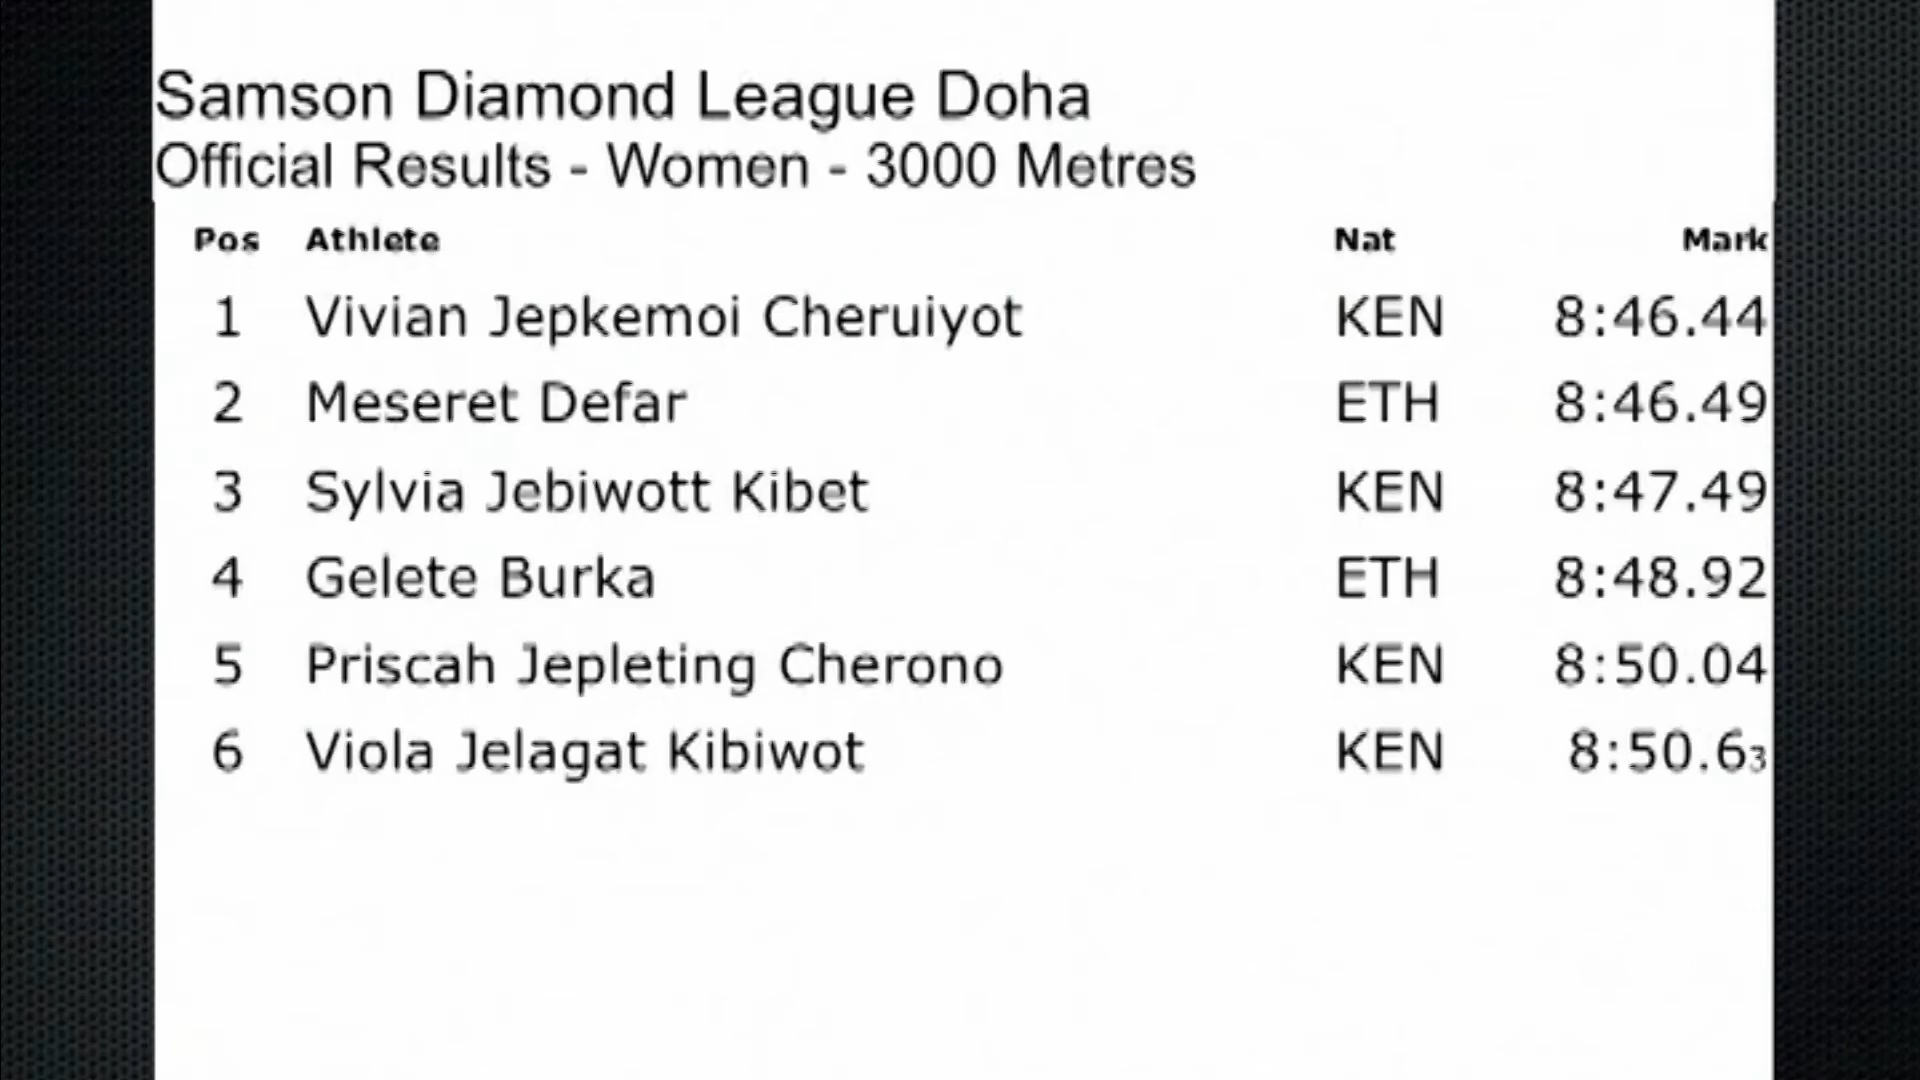 Samson Diamond League Doha
Official Results - Women - 3000 Metres
Pos Athlete Nat Mark
1 Vivian Jepkemoi Cheruiyot KEN 8:46.44
2 Meseret Defar ETH 8:46.49
3 Sylvia Jebiwott Kibet KEN 8:47.49
4 Gelete Burka ETH 8:48.92
5 Priscah Jepleting Cherono KEN 8:50.04
6 Viola Jelagat Kibiwot KEN 8:50.63